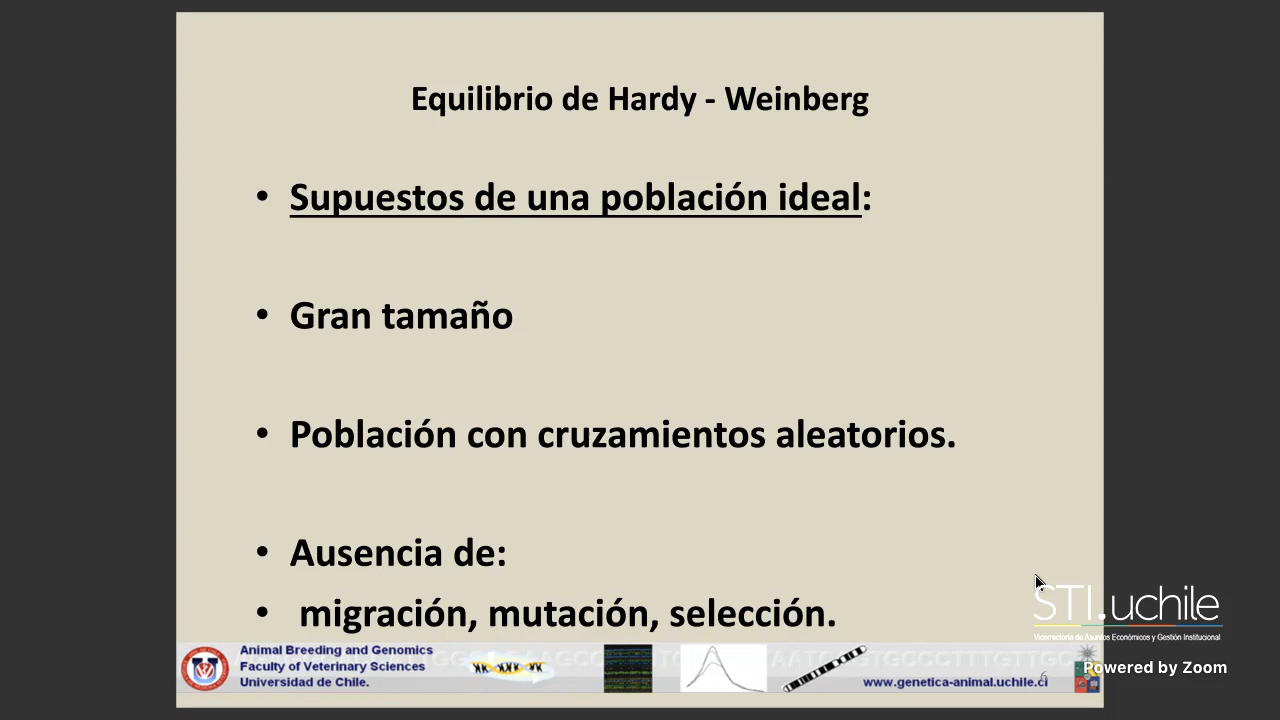 Equilibrio de Hardy - Weinberg
• Supuestos de una población ideal:
• Gran tamaño
• Población con cruzamientos aleatorios.
• Ausencia de:
• migración, mutación, selección.
Animal Breeding and Genomics
Faculty of Veterinary Sciences
Universidad de Chile.
www.genetica-animal.uchile.cl
6
STI.uchile
Vicerrectoría de Asuntos Económicos y Gestión Institucional
Powered by Zoom